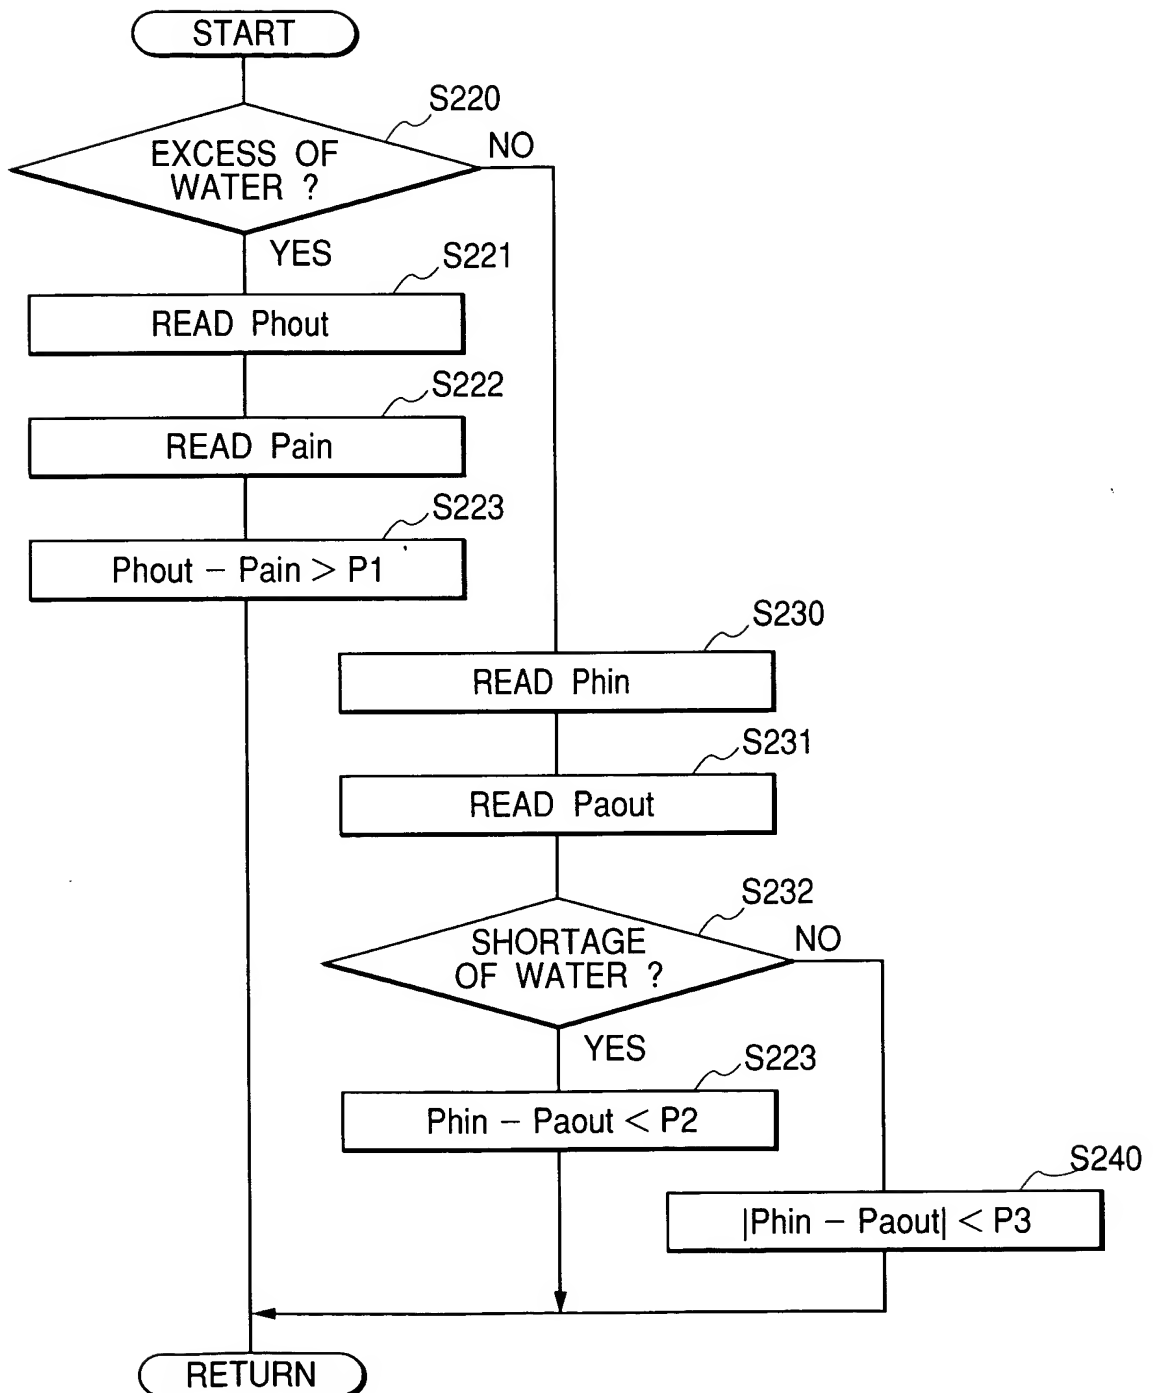 START
S220
EXCESS OF
WATER ?
NO
YES
S221
READ Phout
S222
READ Pain
S223
Phout − Pain > P1
S230
READ Phin
S231
READ Paout
S232
SHORTAGE
OF WATER ?
NO
YES
S223
Phin − Paout < P2
S240
|Phin − Paout| < P3
RETURN